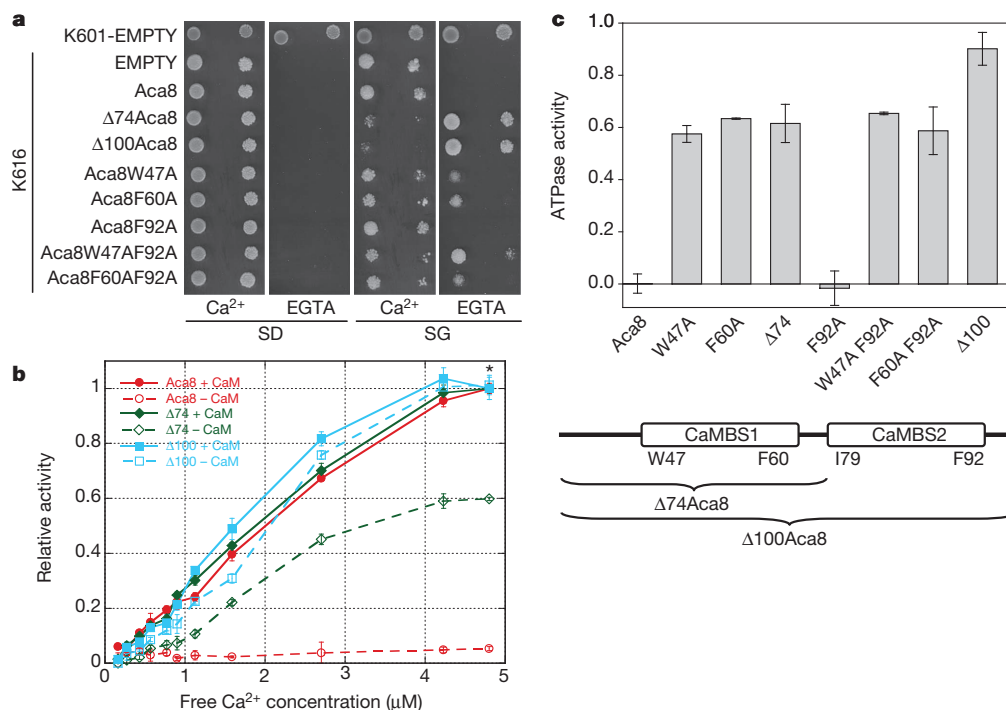 a
K601-EMPTY
EMPTY
Aca8
Δ74Aca8
Δ100Aca8
Aca8W47A
Aca8F60A
Aca8F92A
Aca8W47AF92A
Aca8F60AF92A
K616
Ca²⁺ EGTA Ca²⁺ EGTA
SD SG
b
Relative activity
1
0.8
0.6
0.4
0.2
0
Aca8 + CaM
Aca8 – CaM
Δ74 + CaM
Δ74 – CaM
Δ100 + CaM
Δ100 – CaM
*
0 1 2 3 4 5
Free Ca²⁺ concentration (μM)
c
ATPase activity
1.0
0.8
0.6
0.4
0.2
0.0
Aca8 W47A F60A Δ74 F92A W47A F92A F60A F92A Δ100
CaMBS1 CaMBS2
W47 F60 I79 F92
Δ74Aca8
Δ100Aca8